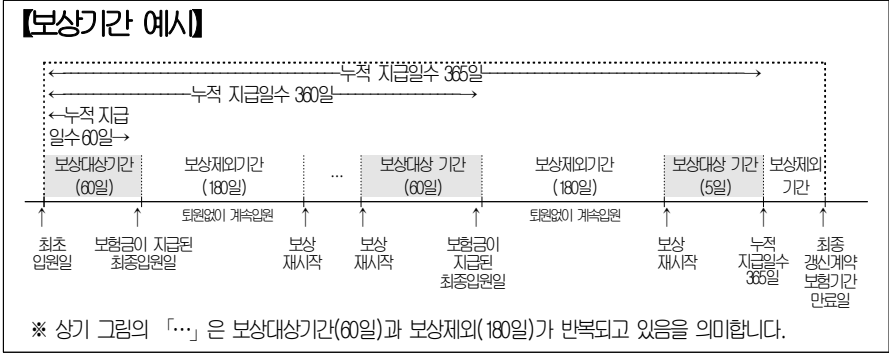 【보상기간 예시】
←누적 지급일수 365일→
←누적 지급일수 360일→
←누적 지급
일수 60일→
보상대상기간 보상제외기간 ... 보상대상 기간 보상제외기간 보상대상 기간 보상제외
(60일) (180일) (60일) (180일) (5일) 기간
퇴원없이 계속입원 퇴원없이 계속입원
↑ ↑ ↑ ↑ ↑ ↑ ↑ ↑
최초 보험금이 지급된 보상 보상 보험금이 보상 누적 최종
입원일 최종입원일 재시작 재시작 지급된 재시작 지급일수 갱신계약
최종입원일 365일 보험기간
만료일
※ 상기 그림의 「…」은 보상대상기간(60일)과 보상제외(180일)가 반복되고 있음을 의미합니다.